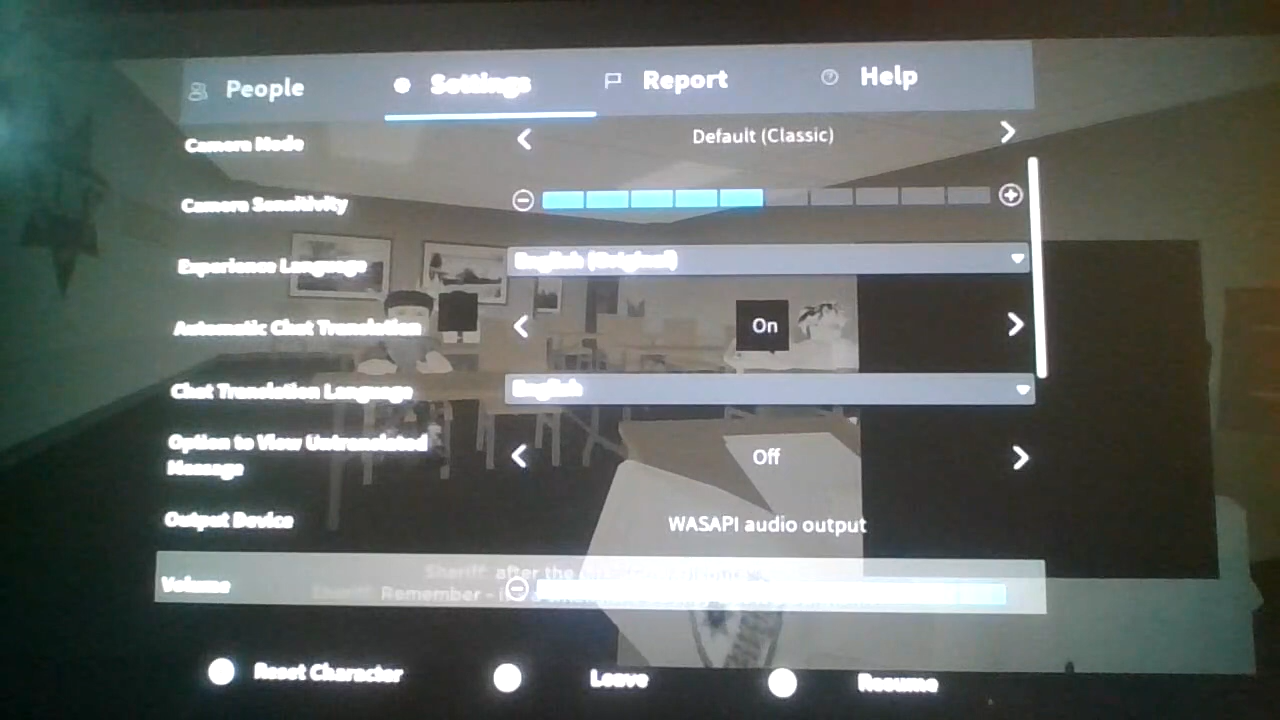 People Settings Report Help
Camera Mode Default (Classic)
Camera Sensitivity
Experience Language English (Original)
Automatic Chat Translation On
Chat Translation Language English
Option to View Untranslated
Message Off
Output Device WASAPI audio output
Sheriff after the
Volume
Remember -
Reset Character Leave Resume